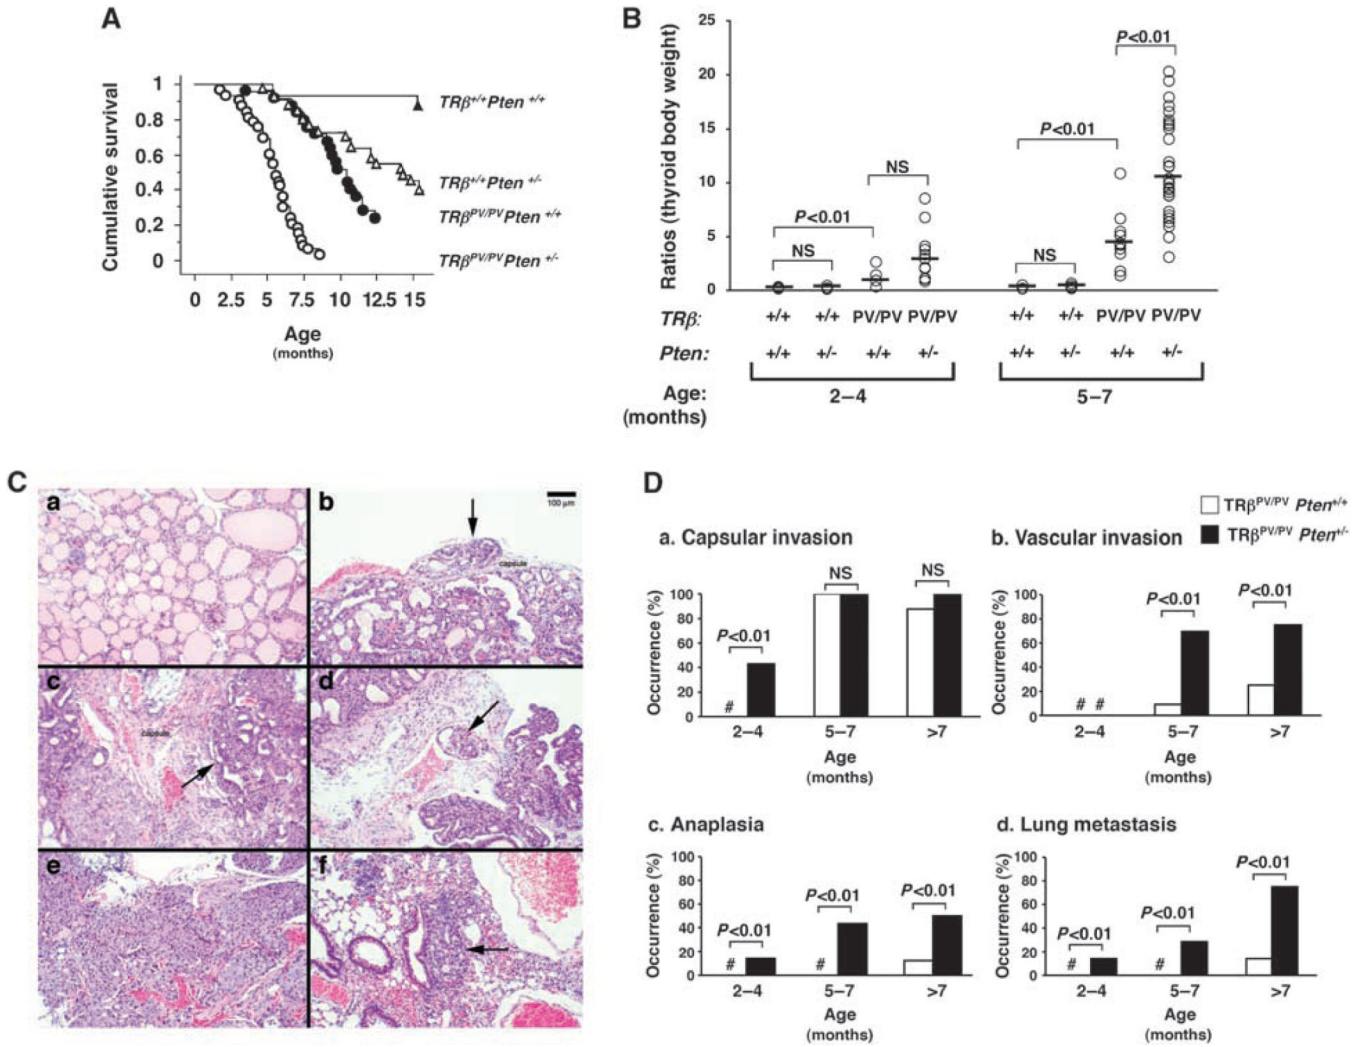 A
Cumulative survival
1
0.8
0.6
0.4
0.2
0
0 2.5 5 7.5 10 12.5 15
Age
(months)
TRβ+/+Pten +/+
TRβ+/+Pten +/-
TRβPV/PVPten +/+
TRβPV/PVPten +/-
B
Ratios (thyroid body weight)
25
20
15
10
5
0
P<0.01
P<0.01
NS
P<0.01
NS
NS
TRβ: +/+ +/+ PV/PV PV/PV +/+ +/+ PV/PV PV/PV
Pten: +/+ +/- +/+ +/- +/+ +/- +/+ +/-
Age: 2–4 5–7
(months)
C
a
b
100 μm
capsule
c
capsule
d
e
f
D
TRβPV/PV Pten+/+
TRβPV/PV Pten+/-
a. Capsular invasion
Occurrence (%)
100
80
60
40
20
0
P<0.01
NS
NS
#
2–4 5–7 >7
Age
(months)
b. Vascular invasion
Occurrence (%)
100
80
60
40
20
0
P<0.01
P<0.01
# #
2–4 5–7 >7
Age
(months)
c. Anaplasia
Occurrence (%)
100
80
60
40
20
0
P<0.01
P<0.01
P<0.01
# #
2–4 5–7 >7
Age
(months)
d. Lung metastasis
Occurrence (%)
100
80
60
40
20
0
P<0.01
P<0.01
P<0.01
# #
2–4 5–7 >7
Age
(months)